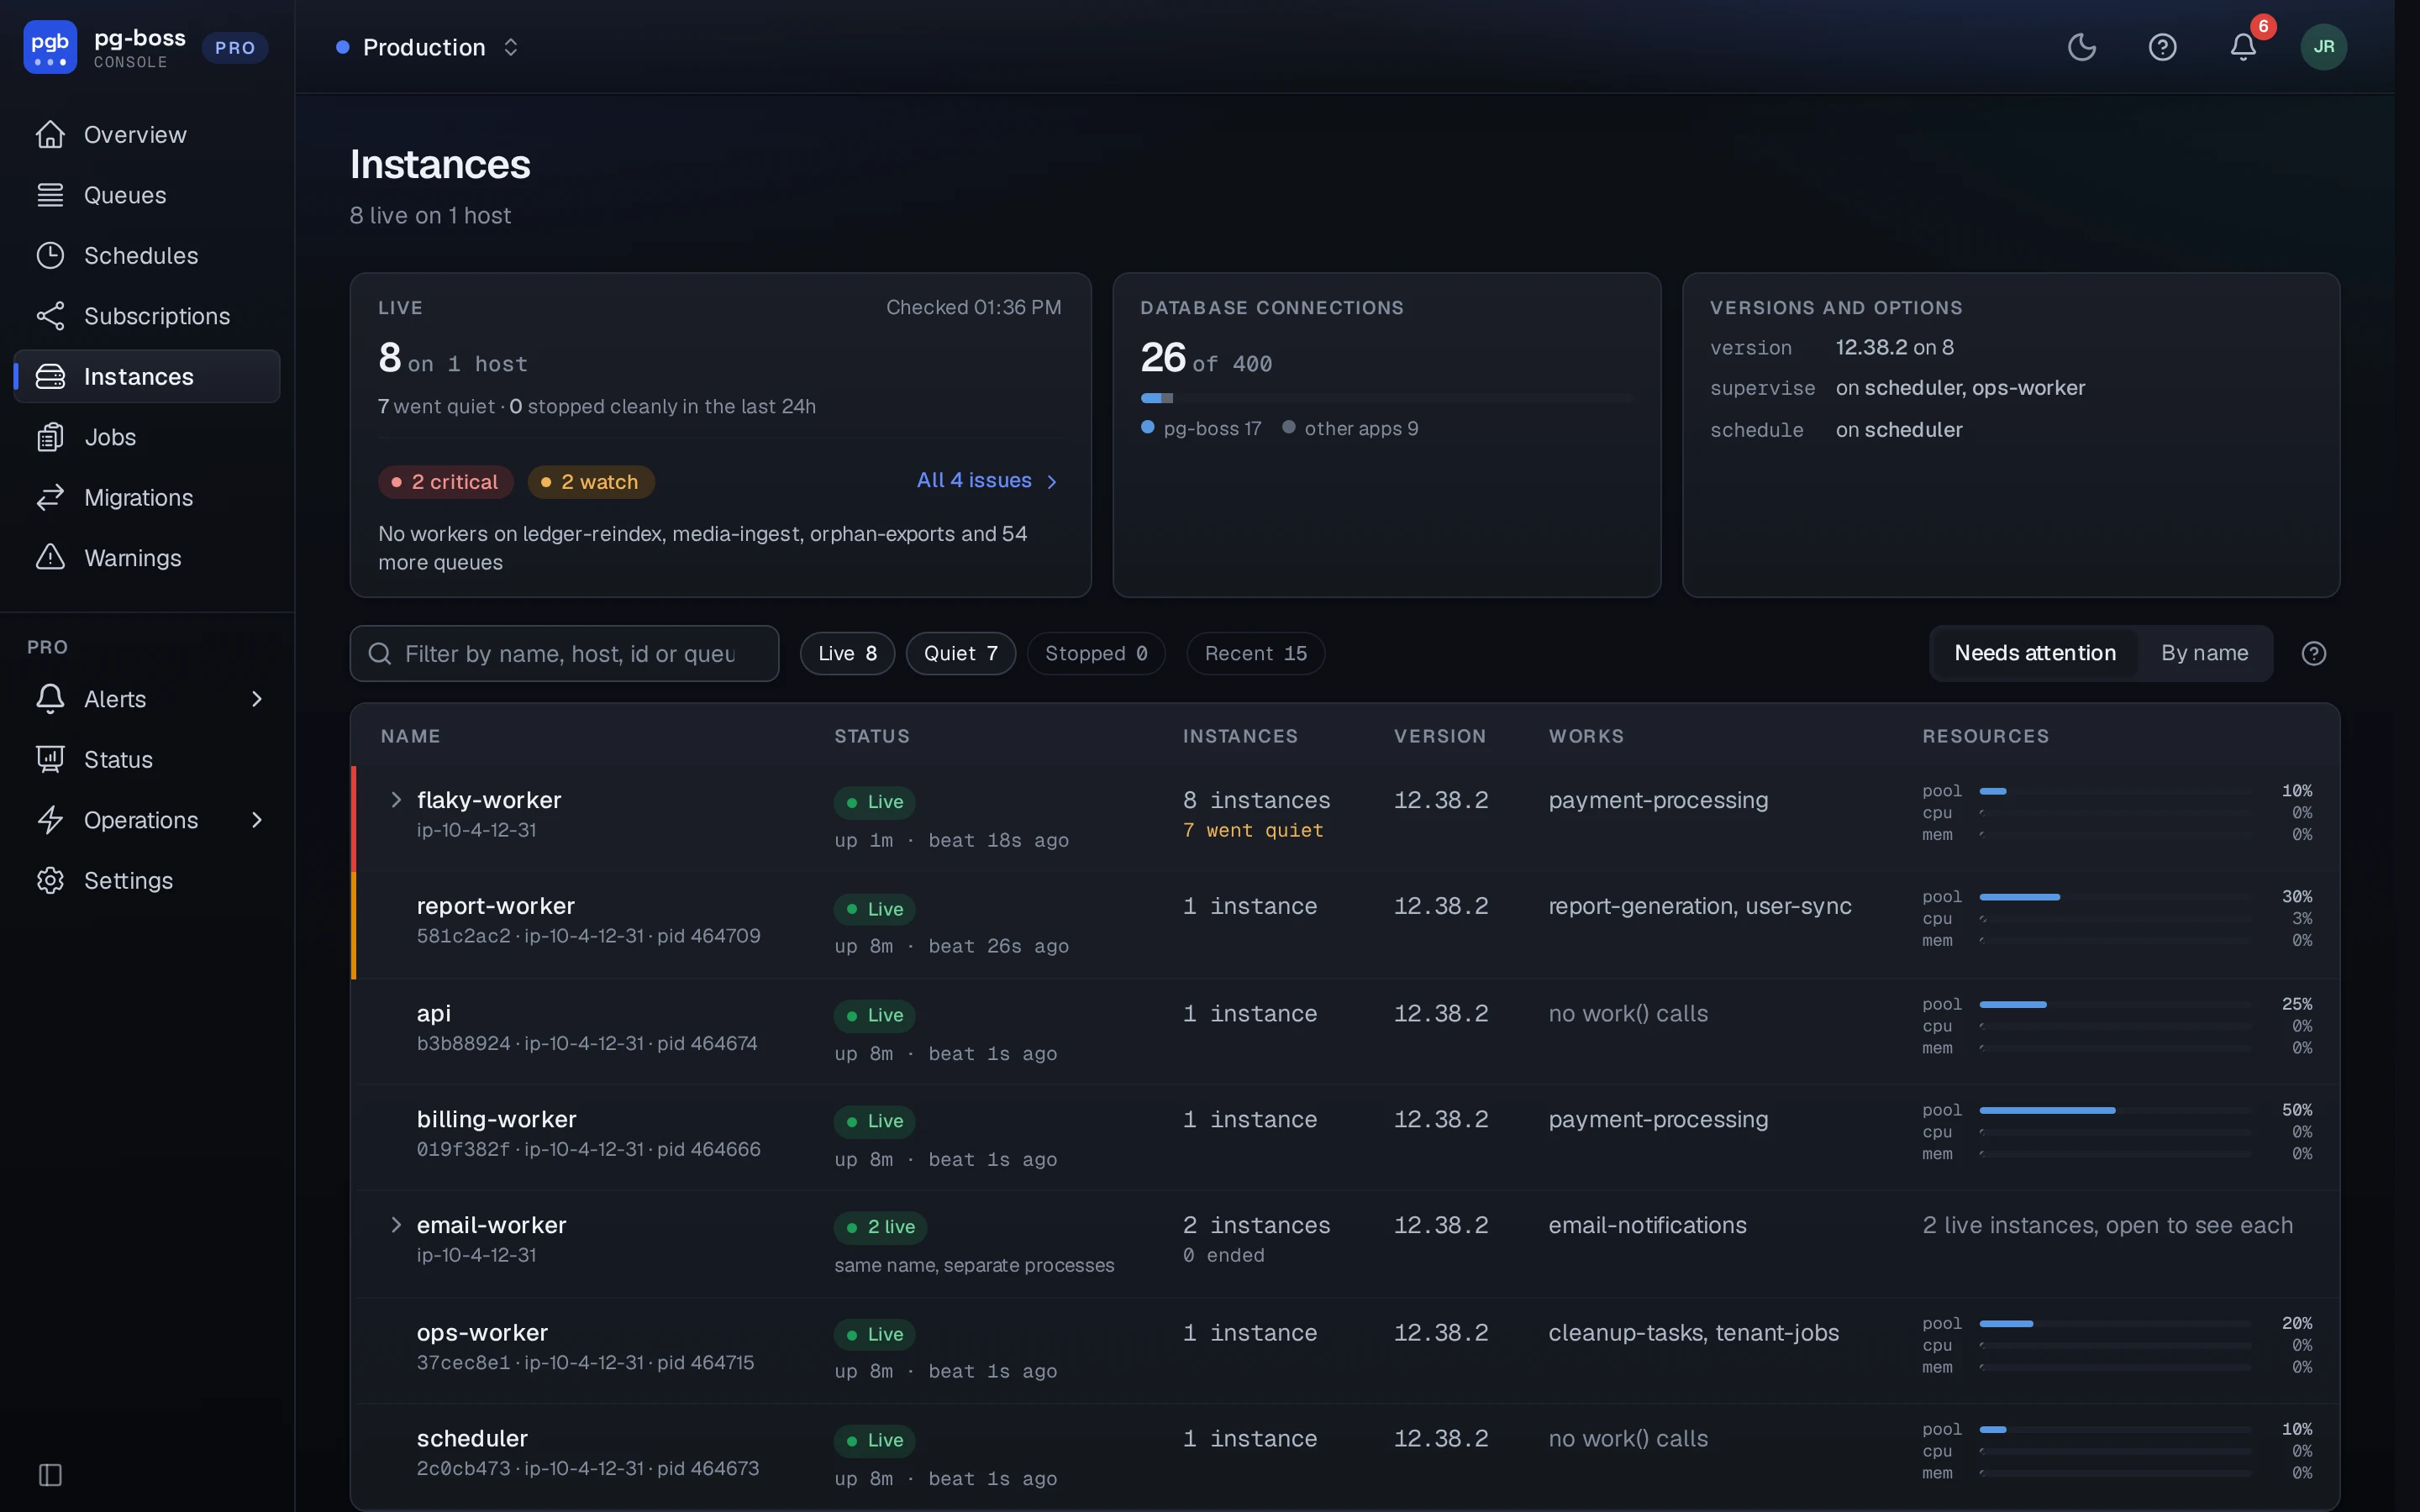 pgb
pg-boss
CONSOLE
PRO
Production
6
JR
Overview
Queues
Schedules
Subscriptions
Instances
Jobs
Migrations
Warnings
PRO
Alerts
Status
Operations
Settings
Instances
8 live on 1 host
LIVE
Checked 01:36 PM
8 on 1 host
7 went quiet · 0 stopped cleanly in the last 24h
2 critical
2 watch
All 4 issues
No workers on ledger-reindex, media-ingest, orphan-exports and 54
more queues
DATABASE CONNECTIONS
26 of 400
pg-boss 17
other apps 9
VERSIONS AND OPTIONS
version 12.38.2 on 8
supervise on scheduler, ops-worker
schedule on scheduler
Filter by name, host, id or queu
Live 8
Quiet 7
Stopped 0
Recent 15
Needs attention
By name
NAME STATUS INSTANCES VERSION WORKS RESOURCES
flaky-worker
ip-10-4-12-31
Live
up 1m · beat 18s ago
8 instances
7 went quiet
12.38.2
payment-processing
pool 10%
cpu 0%
mem 0%
report-worker
581c2ac2 · ip-10-4-12-31 · pid 464709
Live
up 8m · beat 26s ago
1 instance
12.38.2
report-generation, user-sync
pool 30%
cpu 3%
mem 0%
api
b3b88924 · ip-10-4-12-31 · pid 464674
Live
up 8m · beat 1s ago
1 instance
12.38.2
no work() calls
pool 25%
cpu 0%
mem 0%
billing-worker
019f382f · ip-10-4-12-31 · pid 464666
Live
up 8m · beat 1s ago
1 instance
12.38.2
payment-processing
pool 50%
cpu 0%
mem 0%
email-worker
ip-10-4-12-31
2 live
same name, separate processes
2 instances
0 ended
12.38.2
email-notifications
2 live instances, open to see each
ops-worker
37cec8e1 · ip-10-4-12-31 · pid 464715
Live
up 8m · beat 1s ago
1 instance
12.38.2
cleanup-tasks, tenant-jobs
pool 20%
cpu 0%
mem 0%
scheduler
2c0cb473 · ip-10-4-12-31 · pid 464673
Live
up 8m · beat 1s ago
1 instance
12.38.2
no work() calls
pool 10%
cpu 0%
mem 0%